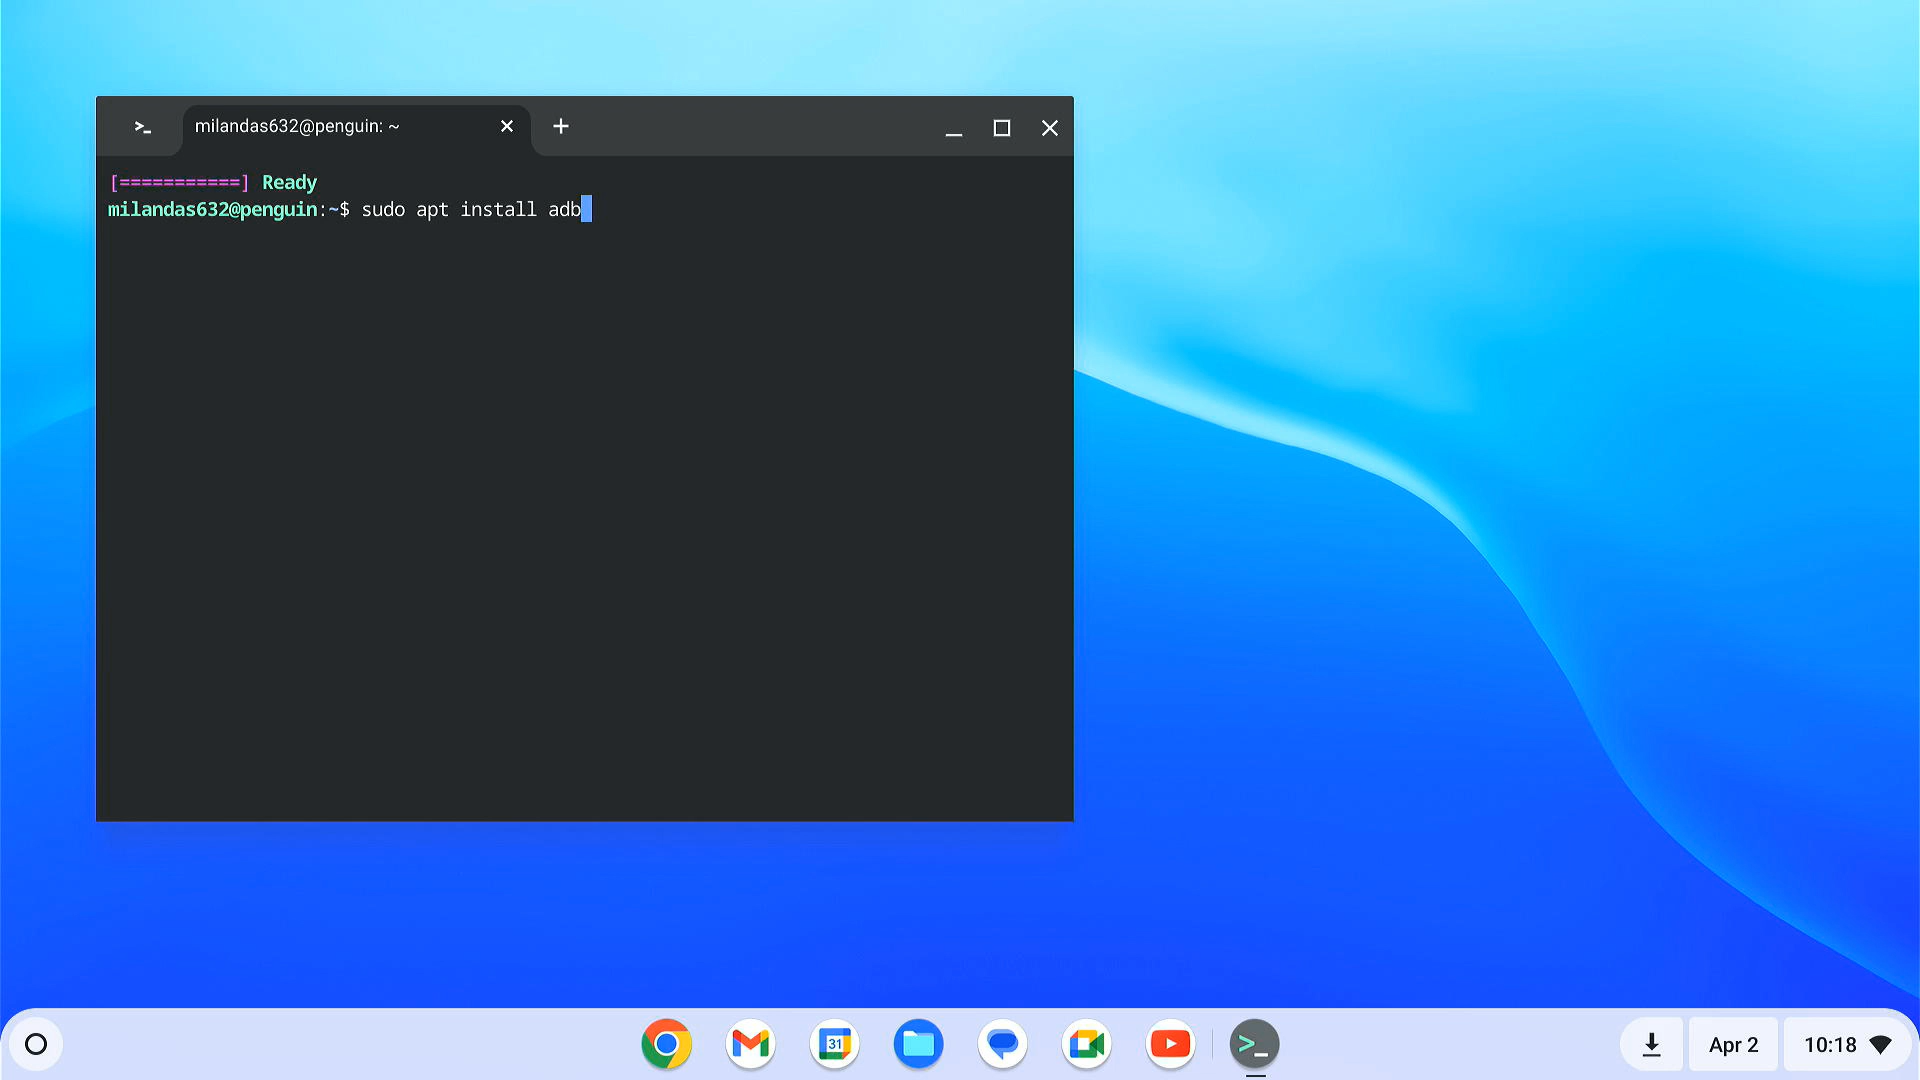 milandas632@penguin: ~
[===========] Ready
milandas632@penguin:~$ sudo apt install adb
31
>_
Apr 2
10:18